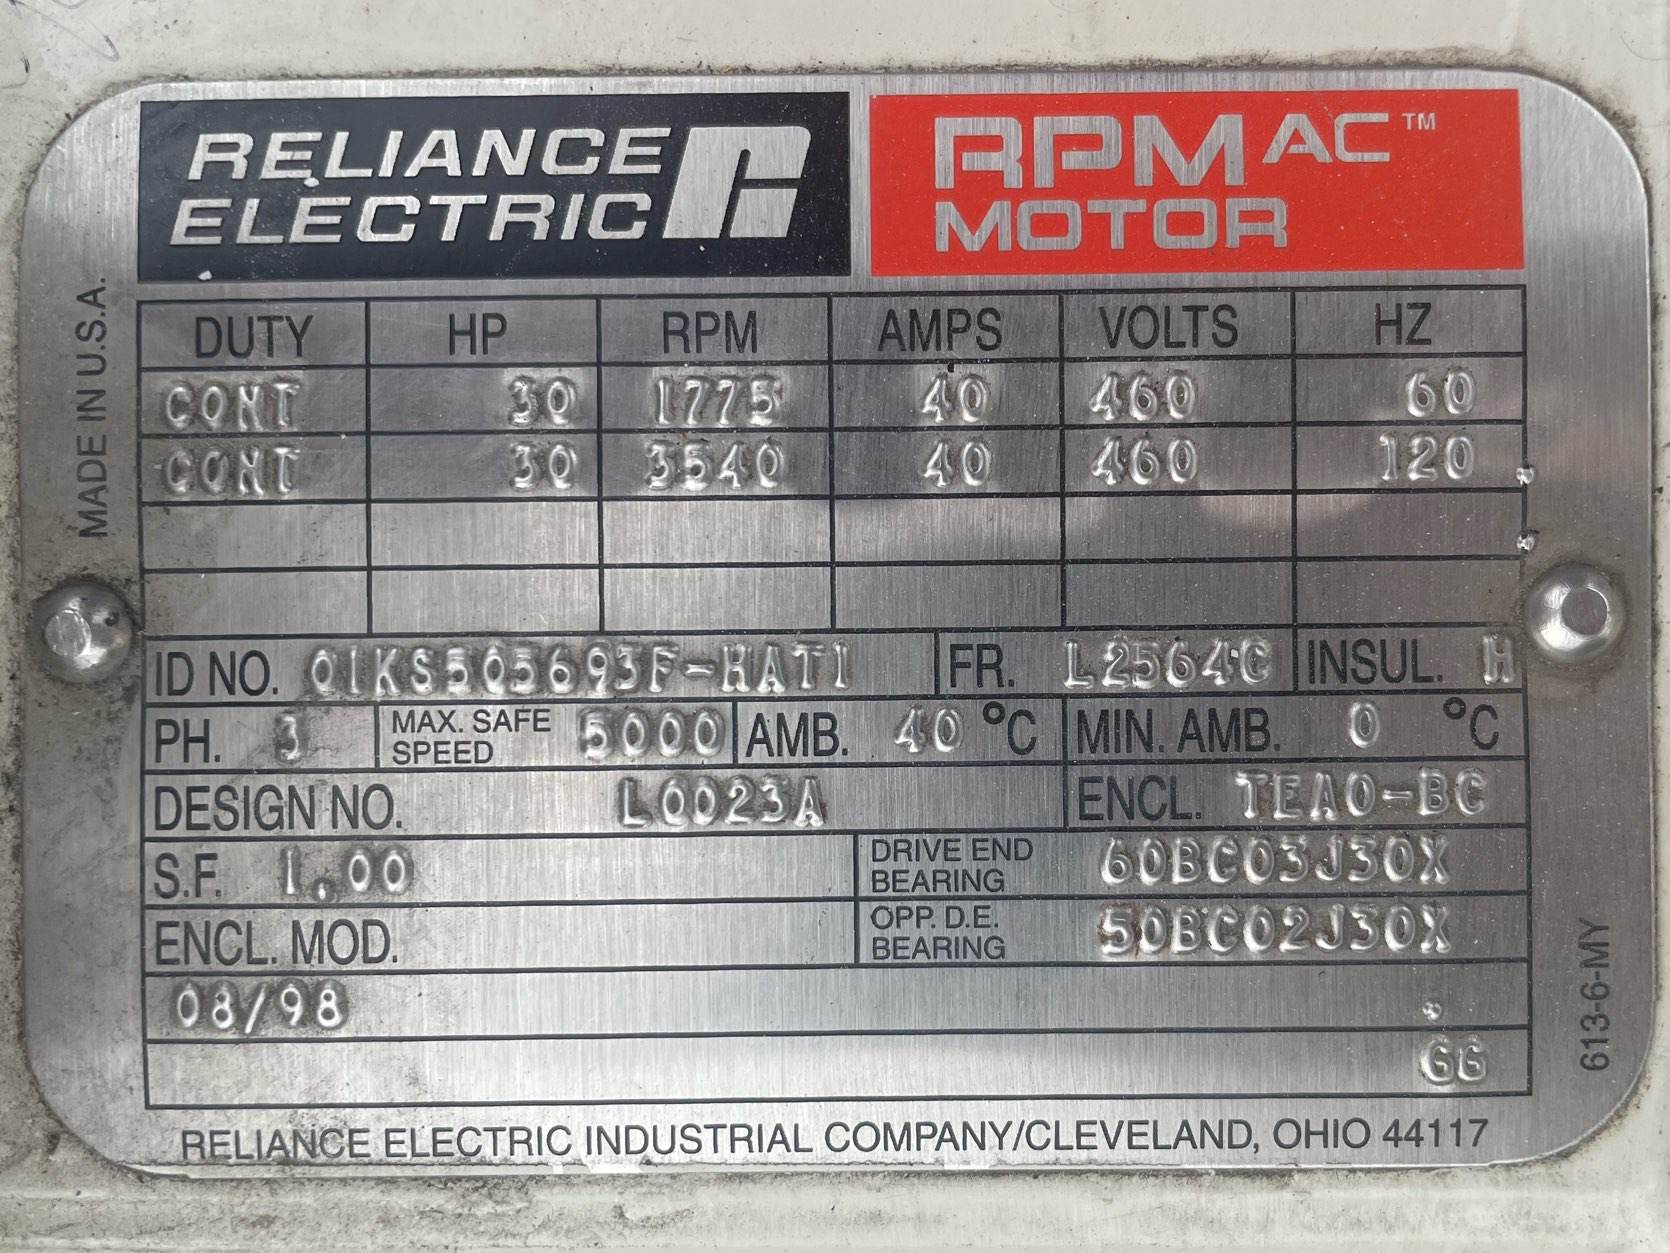 RELIANCE
ELECTRIC
RPM AC™
MOTOR
MADE IN U.S.A.
DUTY HP RPM AMPS VOLTS HZ
CONT 30 1775 40 460 60
CONT 30 3540 40 460 120
ID NO. 01KS505693F-HAT1 FR. L2564C INSUL. H
PH. 3 MAX. SAFE SPEED 5000 AMB. 40 °C MIN. AMB. 0 °C
DESIGN NO. L0023A ENCL. TEAO-BC
S.F. 1.00 DRIVE END BEARING 60BC03J30X
ENCL. MOD. OPP. D.E. BEARING 50BC02J30X
08/98
GG
613-6-MY
RELIANCE ELECTRIC INDUSTRIAL COMPANY/CLEVELAND, OHIO 44117